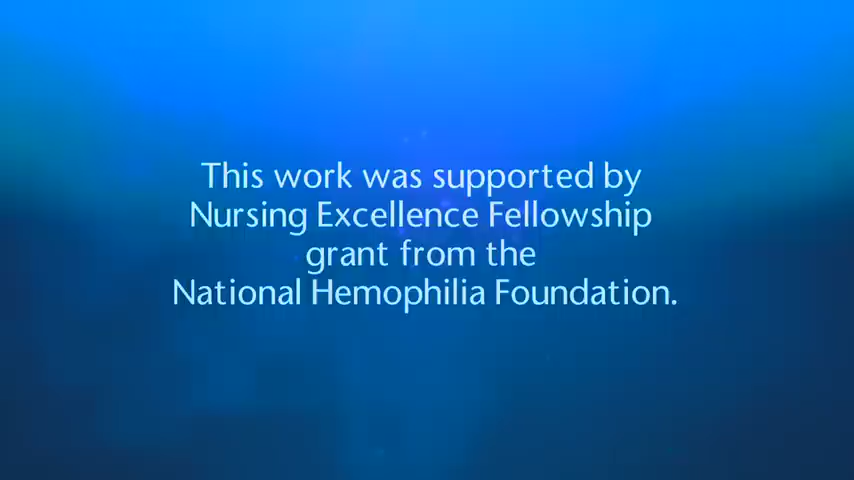 This work was supported by
Nursing Excellence Fellowship
grant from the
National Hemophilia Foundation.